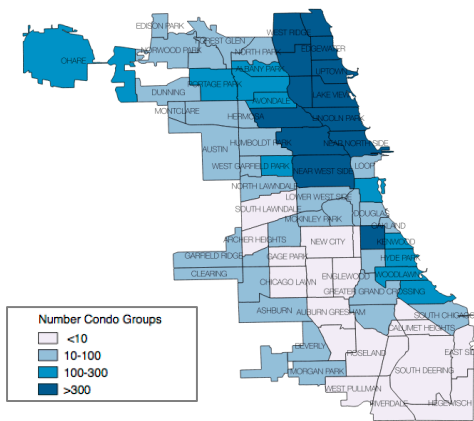 EDISON PARK
NORWOOD PARK
FOREST GLEN
NORTH PARK
WEST RIDGE
EDGEWATER
OHARE
ALBANY PARK
UPTOWN
PORTAGE PARK
DUNNING
AVONDALE
LAKE VIEW
MONTCLARE
HERMOSA
LINCOLN PARK
HUMBOLDT PARK
NEAR NORTH SIDE
AUSTIN
WEST GARFIELD PARK
NEAR WEST SIDE
LOOP
NORTH LAWNDALE
LOWER WEST SIDE
SOUTH LAWNDALE
MCKINLEY PARK
DOUGLAS
OAKLAND
ARCHER HEIGHTS
NEW CITY
KENWOOD
GARFIELD RIDGE
GAGE PARK
HYDE PARK
CLEARING
CHICAGO LAWN
ENGLEWOOD
WOODLAWN
GREATER GRAND CROSSING
ASHBURN
AUBURN GRESHAM
SOUTH CHICAGO
CALUMET HEIGHTS
BEVERLY
ROSELAND
EAST SID
MORGAN PARK
SOUTH DEERING
WEST PULLMAN
RIVERDALE
HEGEWISCH
Number Condo Groups
<10
10-100
100-300
>300